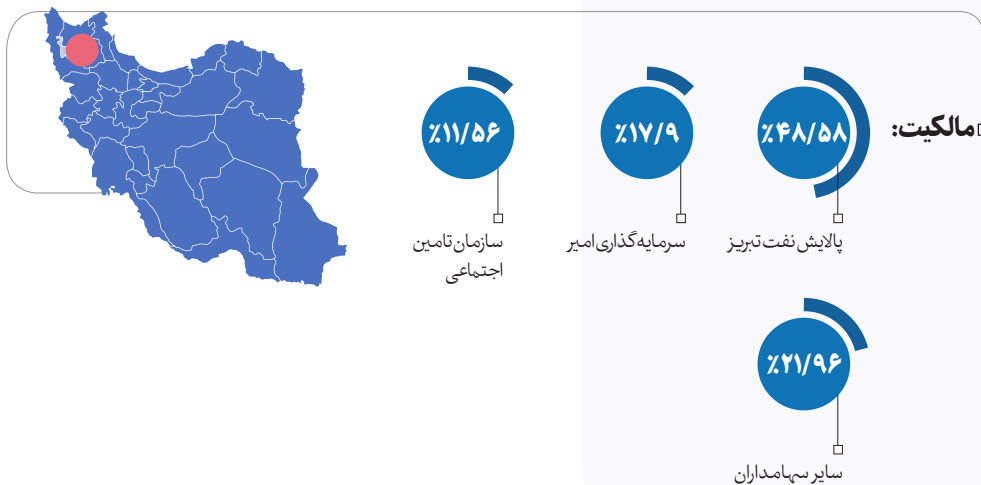 مالکیت:
٪۴۸/۵۸
پالایش نفت تبریز
٪۱۷/۹
سرمایه‌گذاری امیر
٪۱۱/۵۶
سازمان تامین
اجتماعی
٪۲۱/۹۶
سایر سهامداران